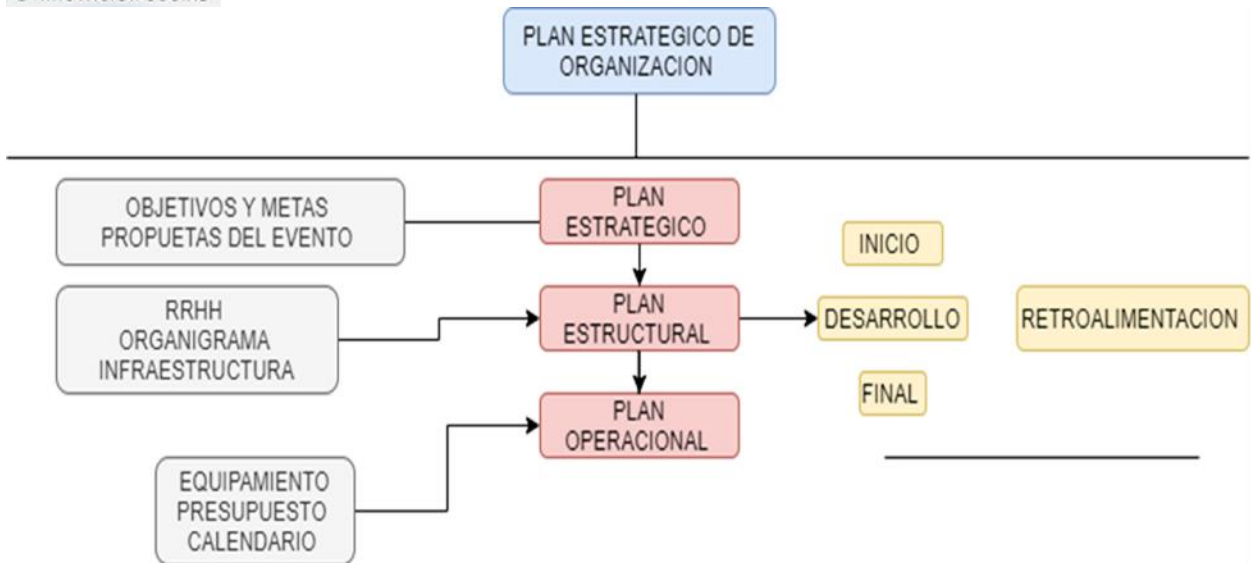 PLAN ESTRATEGICO DE
ORGANIZACION
OBJETIVOS Y METAS
PROPUETAS DEL EVENTO
PLAN
ESTRATEGICO
INICIO
RRHH
ORGANIGRAMA
INFRAESTRUCTURA
PLAN
ESTRUCTURAL
DESARROLLO
RETROALIMENTACION
FINAL
PLAN
OPERACIONAL
EQUIPAMIENTO
PRESUPUESTO
CALENDARIO